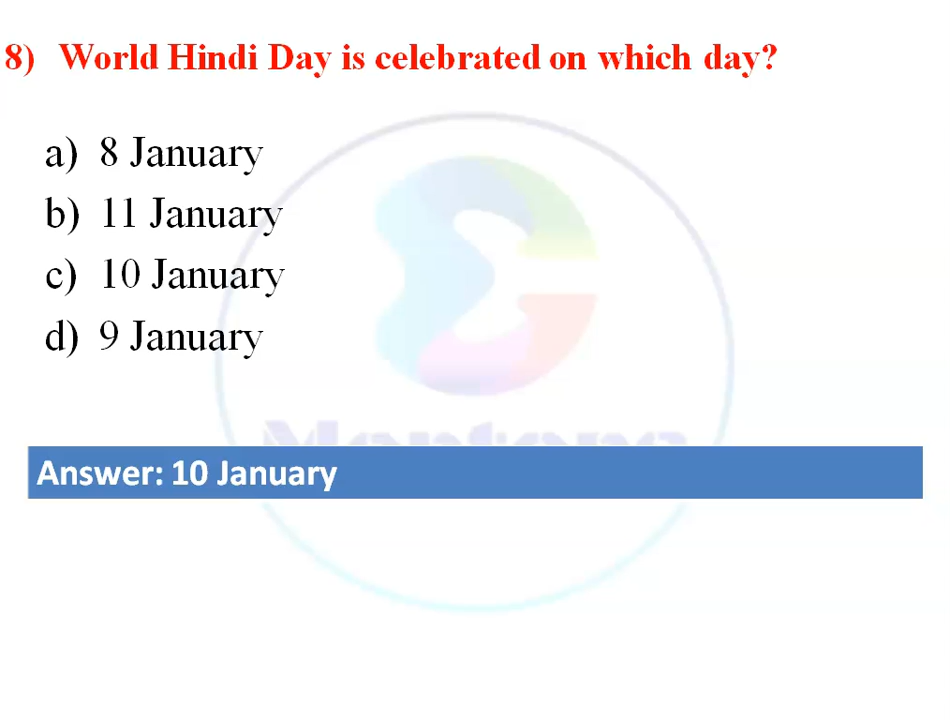 8) World Hindi Day is celebrated on which day?
a) 8 January
b) 11 January
c) 10 January
d) 9 January
Answer: 10 January